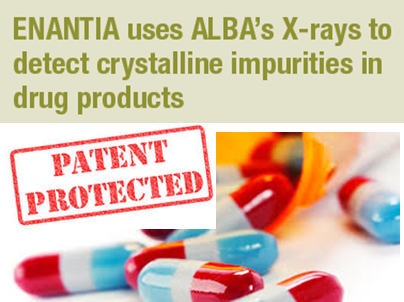 ENANTIA uses ALBA's X-rays to
detect crystalline impurities in
drug products
PATENT
PROTECTED